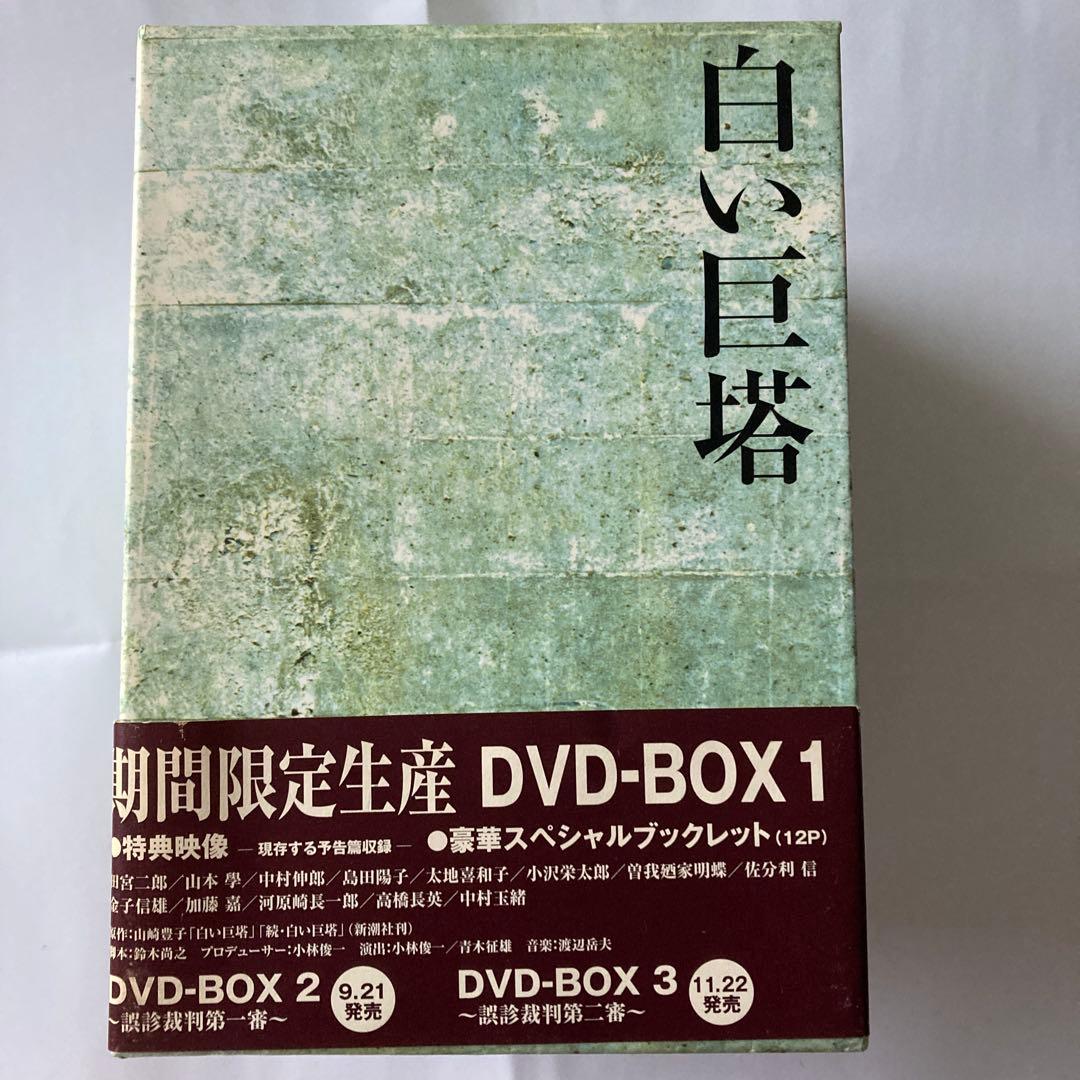 白い巨塔
期間限定生産 DVD-BOX 1
●特典映像 ―現存する予告篇収録― ●豪華スペシャルブックレット(12P)
田宮二郎／山本 學／中村伸郎／島田陽子／太地喜和子／小沢栄太郎／曽我廼家明蝶／佐分利 信
金子信雄／加藤 嘉／河原崎長一郎／高橋長英／中村玉緒
原作:山崎豊子「白い巨塔」「続・白い巨塔」(新潮社刊)
脚本:鈴木尚之 プロデューサー:小林俊一 演出:小林俊一／青木征雄 音楽:渡辺岳夫
DVD-BOX 2 9.21発売 DVD-BOX 3 11.22発売
～誤診裁判第一審～ ～誤診裁判第二審～